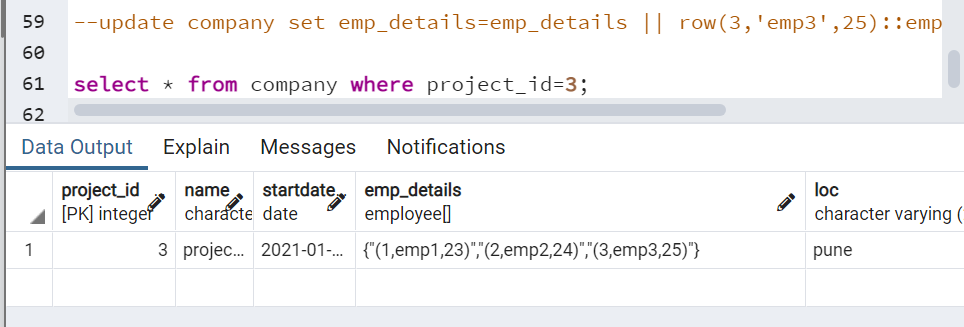 59 --update company set emp_details=emp_details || row(3,'emp3',25)::emp
60
61 select * from company where project_id=3;
62
Data Output Explain Messages Notifications
project_id name startdate emp_details loc
[PK] integer characte date employee[] character varying (
1 3 projec... 2021-01-... {"(1,emp1,23)","(2,emp2,24)","(3,emp3,25)"} pune